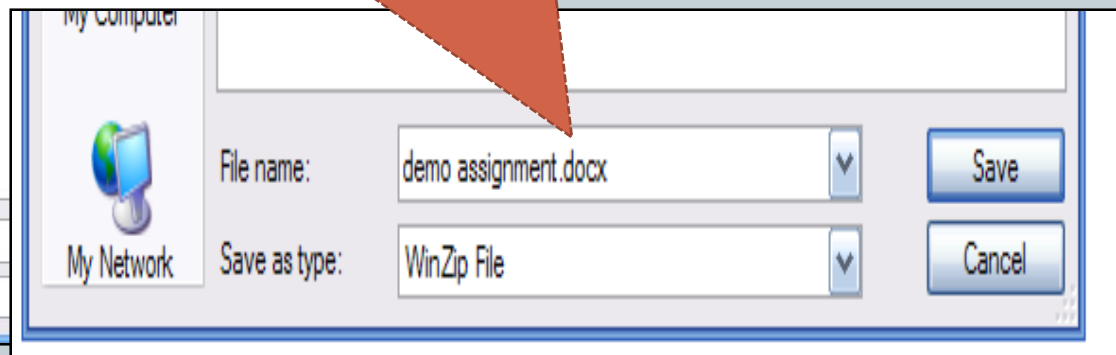 My Computer
File name:
demo assignment.docx
Save
My Network
Save as type:
WinZip File
Cancel